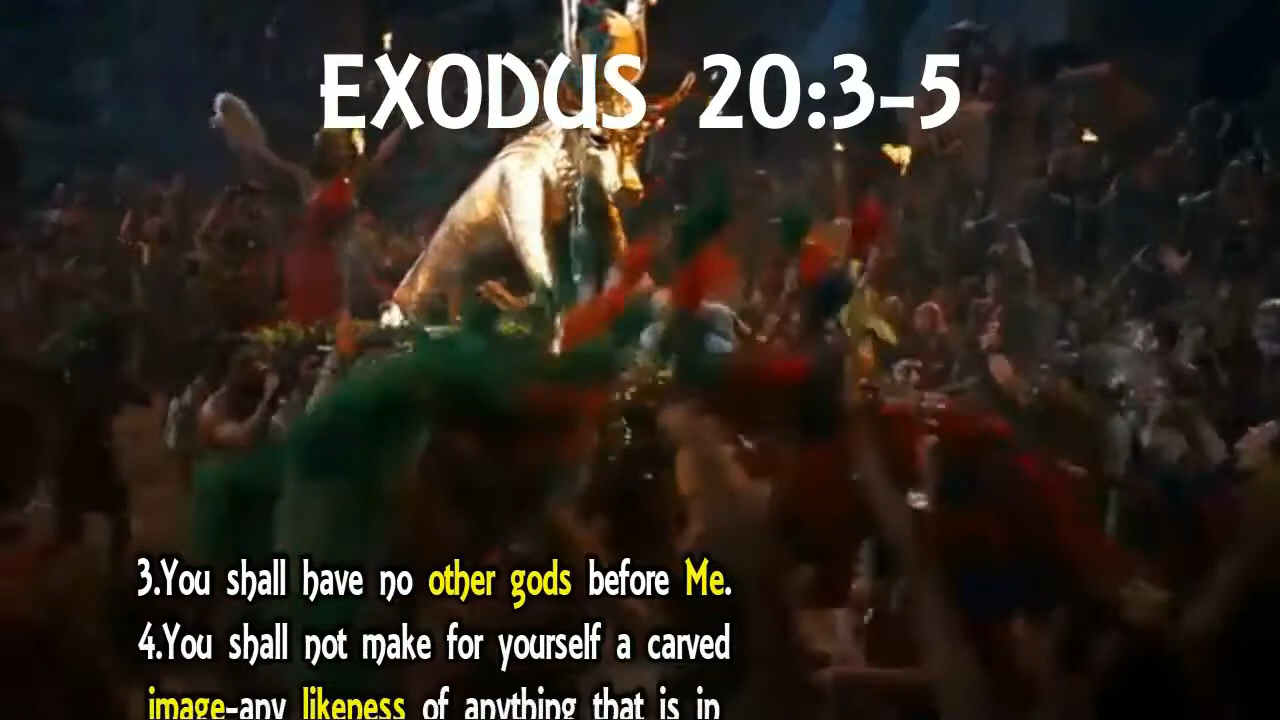 EXODUS 20:3-5
3.You shall have no other gods before Me.
4.You shall not make for yourself a carved
image-any likeness of anything that is in